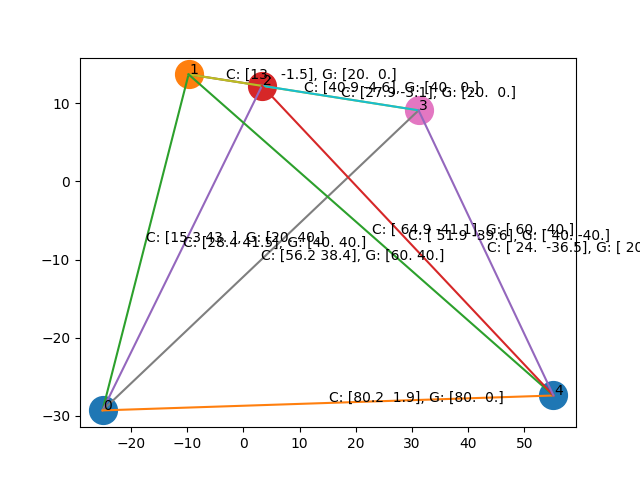 1
C: [13. -1.5], G: [20. 0.]
2
C: [40.9 -4.6], G: [40. 0.]
C: [27.9 -3.1], G: [20. 0.]
3
10
0
C: [ 64.9 -41.1], G: [ 60. -40.]
C: [ 51.9 -39.6], G: [ 40. -40.]
C: [15.3 43. ], G: [20. 40.]
C: [28.4 41.5], G: [40. 40.]
C: [ 24. -36.5], G: [ 20
C: [56.2 38.4], G: [60. 40.]
−10
−20
4
C: [80.2 1.9], G: [80. 0.]
0
−30
−20 −10 0 10 20 30 40 50